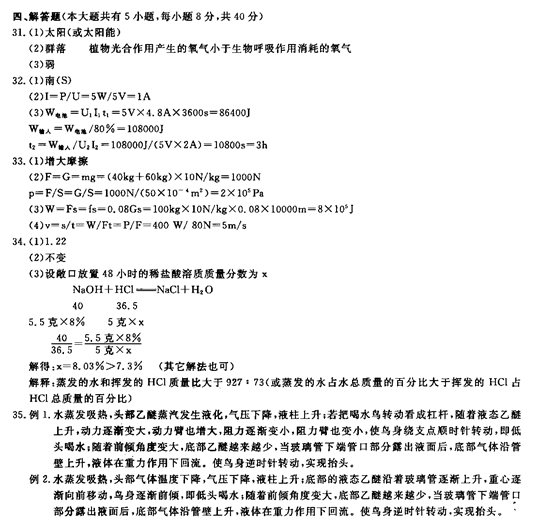 四、解答题(本大题共有5小题,每小题8分,共40分)
31.(1)太阳(或太阳能)
(2)群落 植物光合作用产生的氧气小于生物呼吸作用消耗的氧气
(3)弱
32.(1)南(S)
(2)I=P/U=5W/5V=1A
(3)W电池=U₁I₁t₁=5V×4.8A×3600s=86400J
W输入=W电池/80%=108000J
t₂=W输入/U₂I₂=108000J/(5V×2A)=10800s=3h
33.(1)增大摩擦
(2)F=G=mg=(40kg+60kg)×10N/kg=1000N
p=F/S=G/S=1000N/(50×10⁻⁴m²)=2×10⁵Pa
(3)W=Fs=fs=0.08Gs=100kg×10N/kg×0.08×10000m=8×10⁵J
(4)v=s/t=W/Ft=P/F=400 W/ 80N=5m/s
34.(1)1.22
(2)不变
(3)设敞口放置48小时的稀盐酸溶质质量分数为x
NaOH+HCl══NaCl+H₂O
40 36.5
5.5克×8% 5克×x
40/36.5=5.5克×8%/5克×x
解得:x=8.03%>7.3% (其它解法也可)
解释:蒸发的水和挥发的HCl质量比大于927:73(或蒸发的水占水总质量的百分比大于挥发的HCl占
HCl总质量的百分比)
35.例1.水蒸发吸热,头部乙醚蒸汽发生液化,气压下降,液柱上升;若把喝水鸟转动看成杠杆,随着液态乙醚
上升,动力逐渐变大,动力臂也增大,阻力逐渐变小,阻力臂也变小,使鸟身绕支点顺时针转动,即低
头喝水;随着前倾角度变大,底部乙醚越来越少,当玻璃管下端管口部分露出液面后,底部气体沿管
壁上升,液体在重力作用下回流。使鸟身逆时针转动,实现抬头。
例2.水蒸发吸热,头部气体温度下降,气压下降,液柱上升;底部的液态乙醚沿着玻璃管逐渐上升,重心逐
渐向前移动,鸟身逐渐前倾,即低头喝水;随着前倾角度变大,底部乙醚越来越少,当玻璃管下端管口
部分露出液面后,底部气体沿管壁上升,液体在重力作用下回流。使鸟身逆时针转动,实现抬头。